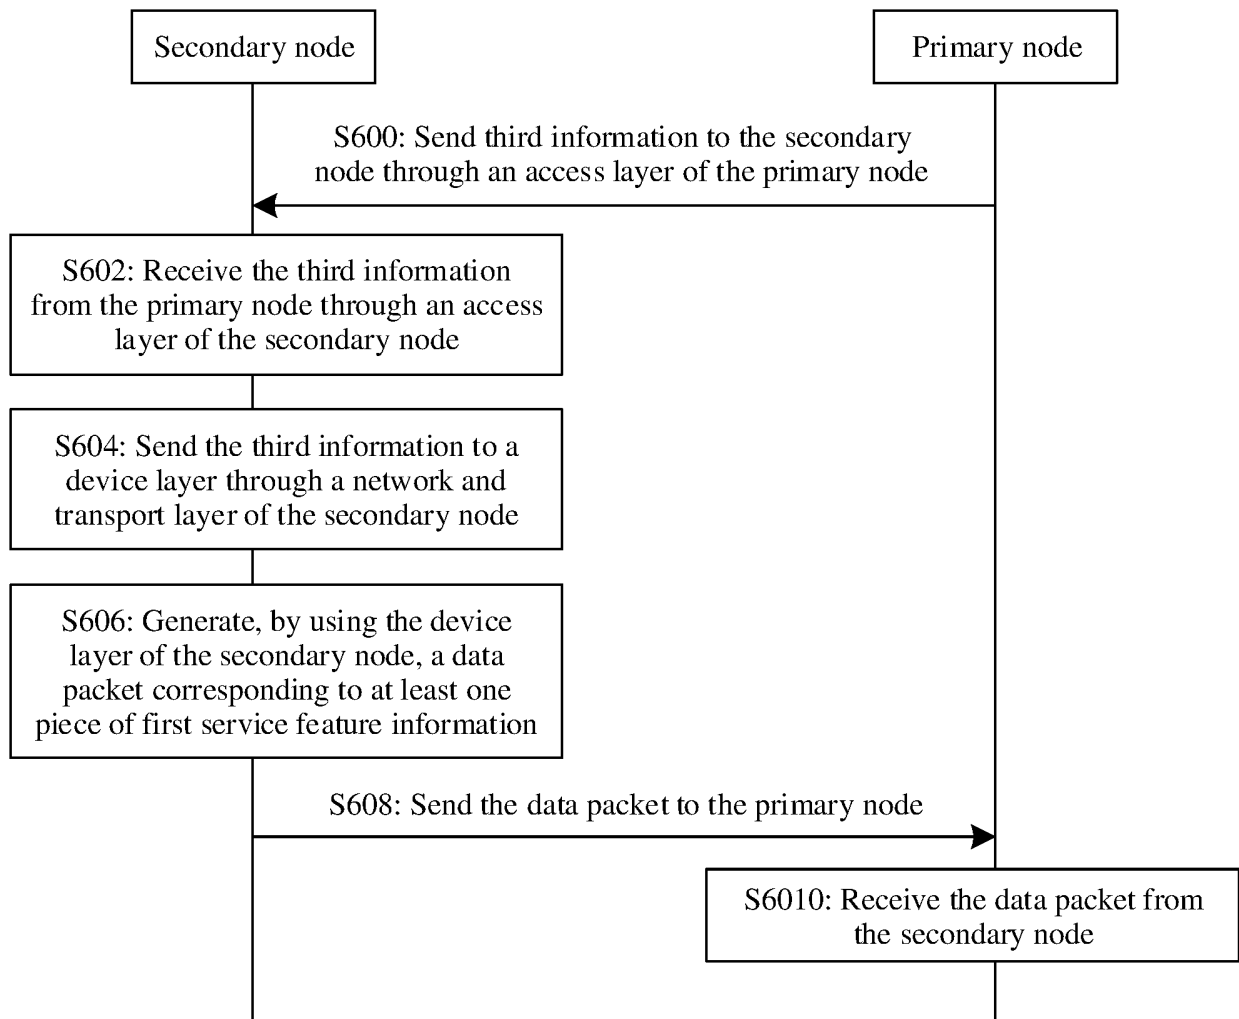 Secondary node
Primary node
S600: Send third information to the secondary
node through an access layer of the primary node
S602: Receive the third information
from the primary node through an access
layer of the secondary node
S604: Send the third information to a
device layer through a network and
transport layer of the secondary node
S606: Generate, by using the device
layer of the secondary node, a data
packet corresponding to at least one
piece of first service feature information
S608: Send the data packet to the primary node
S6010: Receive the data packet from
the secondary node